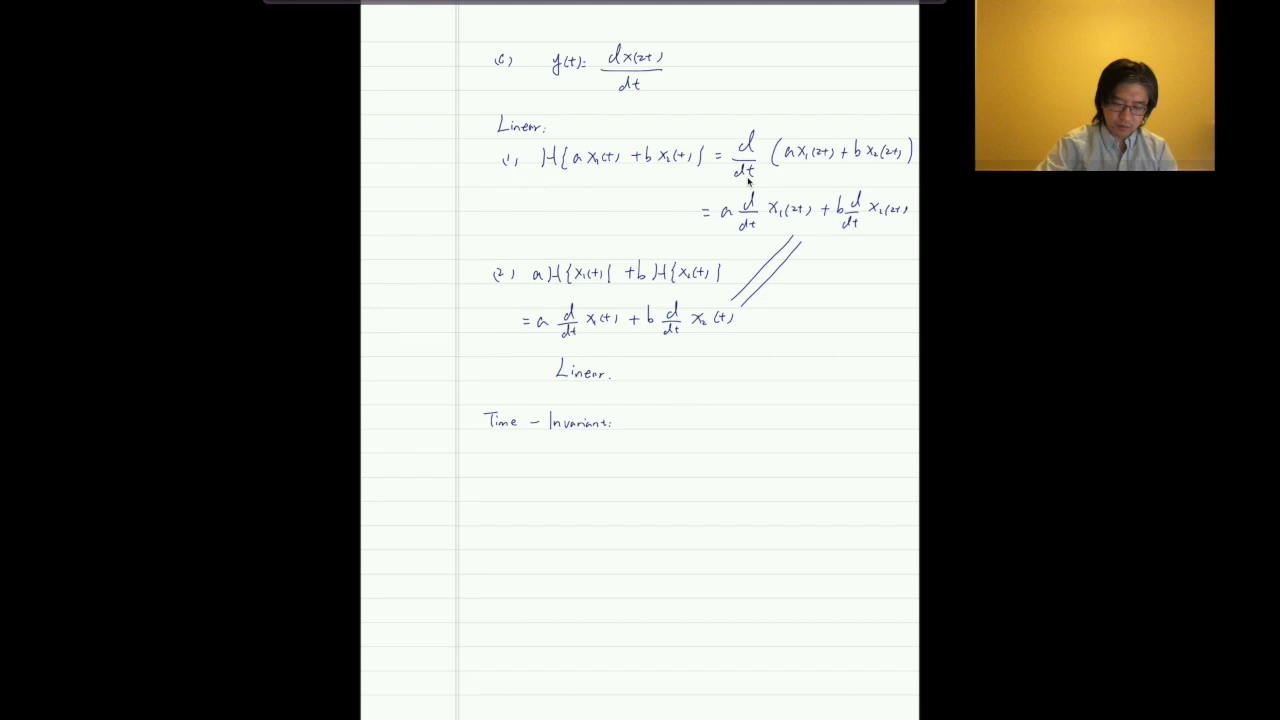 (c) y(t) = dx(2t)/dt
Linear:
(1) H{a x₁(t) + b x₂(t)} = d/dt (a x₁(2t) + b x₂(2t))
= a d/dt x₁(2t) + b d/dt x₂(2t)
(2) a H{x₁(t)} + b H{x₂(t)}
= a d/dt x₁(t) + b d/dt x₂(t)
Linear.
Time - Invariant: